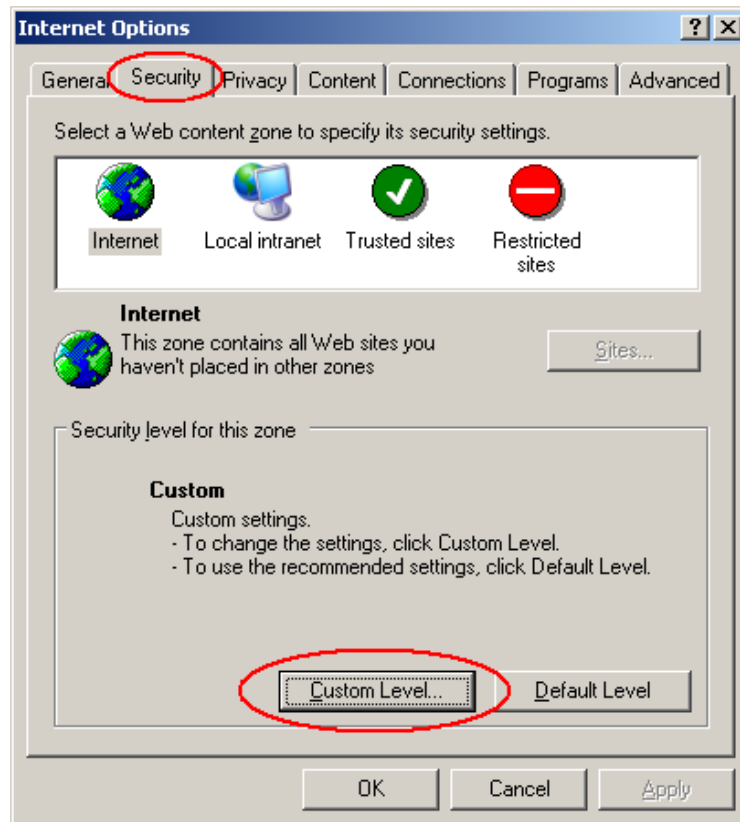 Internet Options
General Security Privacy Content Connections Programs Advanced
Select a Web content zone to specify its security settings.
Internet Local intranet Trusted sites Restricted
sites
Internet
This zone contains all Web sites you
haven't placed in other zones
Sites...
Security level for this zone
Custom
Custom settings.
- To change the settings, click Custom Level.
- To use the recommended settings, click Default Level.
Custom Level... Default Level
OK Cancel Apply